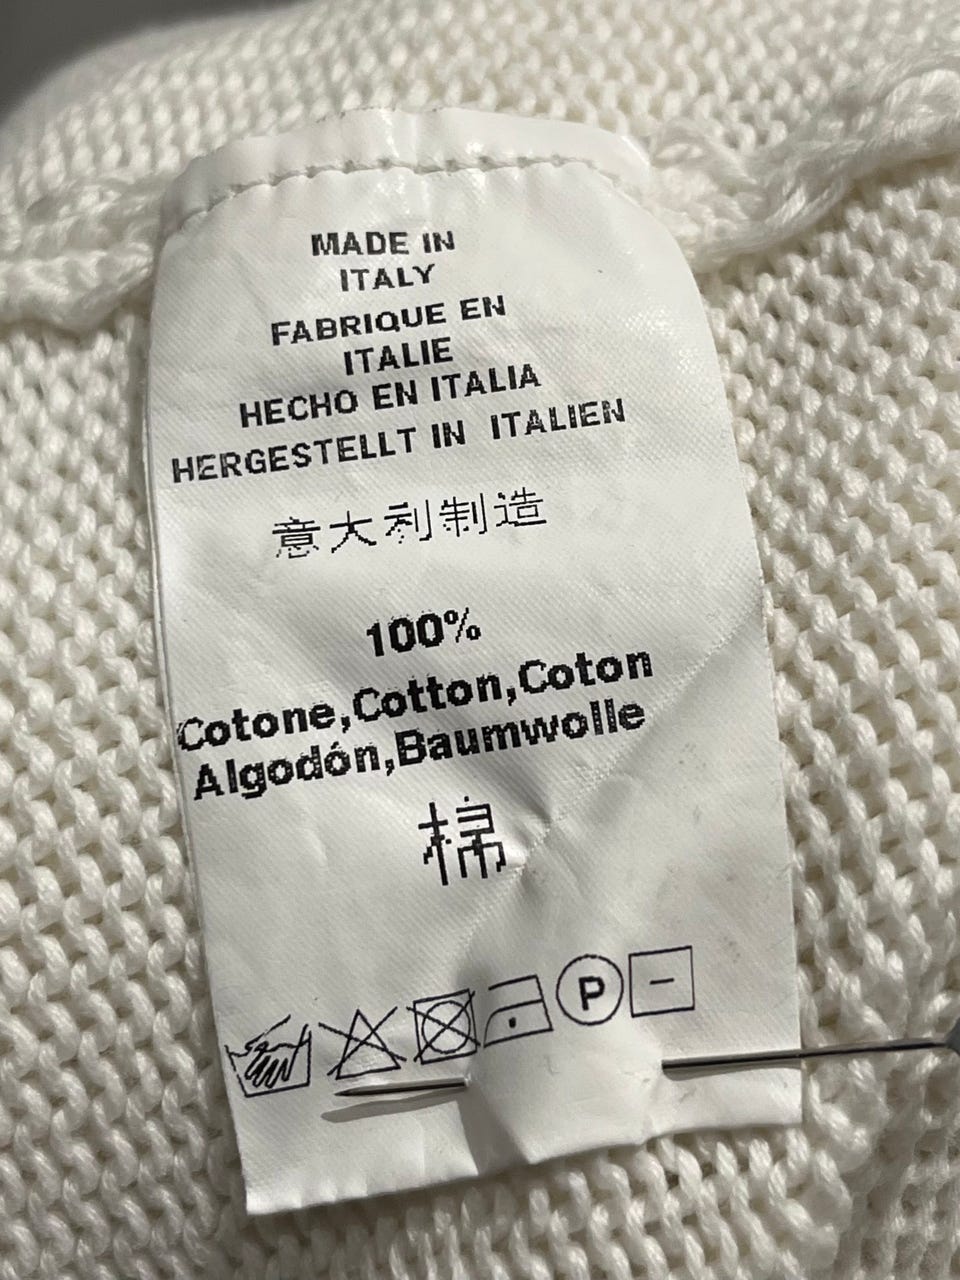 MADE IN
ITALY
FABRIQUE EN
ITALIE
HECHO EN ITALIA
HERGESTELLT IN ITALIEN
意大利制造
100%
Cotone,Cotton,Coton
Algodón,Baumwolle
棉
P